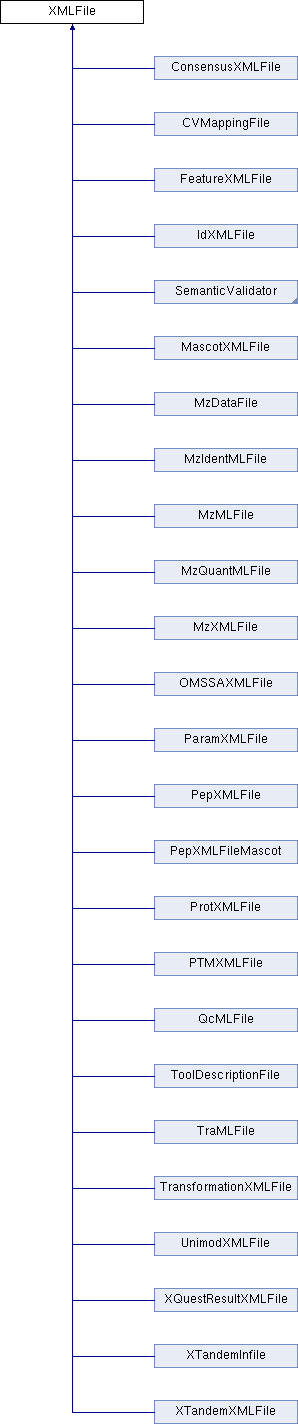 XMLFile
ConsensusXMLFile
CVMappingFile
FeatureXMLFile
IdXMLFile
SemanticValidator
MascotXMLFile
MzDataFile
MzIdentMLFile
MzMLFile
MzQuantMLFile
MzXMLFile
OMSSAXMLFile
ParamXMLFile
PepXMLFile
PepXMLFileMascot
ProtXMLFile
PTMXMLFile
QcMLFile
ToolDescriptionFile
TraMLFile
TransformationXMLFile
UnimodXMLFile
XQuestResultXMLFile
XTandemInfile
XTandemXMLFile